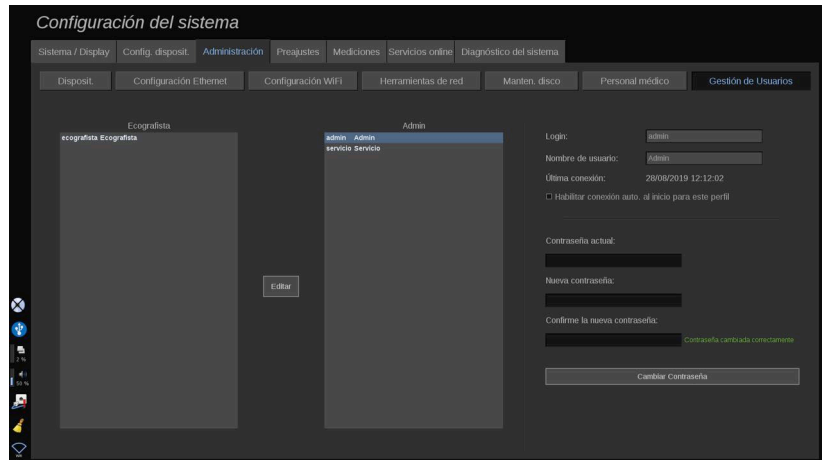 Configuración del sistema
Sistema / Display Config. disposit. Administración Preajustes Mediciones Servicios online Diagnóstico del sistema
Disposit. Configuración Ethernet Configuración WiFi Herramientas de red Manten. disco Personal médico Gestión de Usuarios
Ecografista Admin
ecografista Ecografista
admin Admin
servicio Servicio
Login: admin
Nombre de usuario: Admin
Última conexión: 28/08/2019 12:12:02
Habilitar conexión auto. al inicio para este perfil
Contraseña actual:
Editar
Nueva contraseña:
Confirme la nueva contraseña:
Contraseña cambiada correctamente
2 %
50 %
Cambiar Contraseña